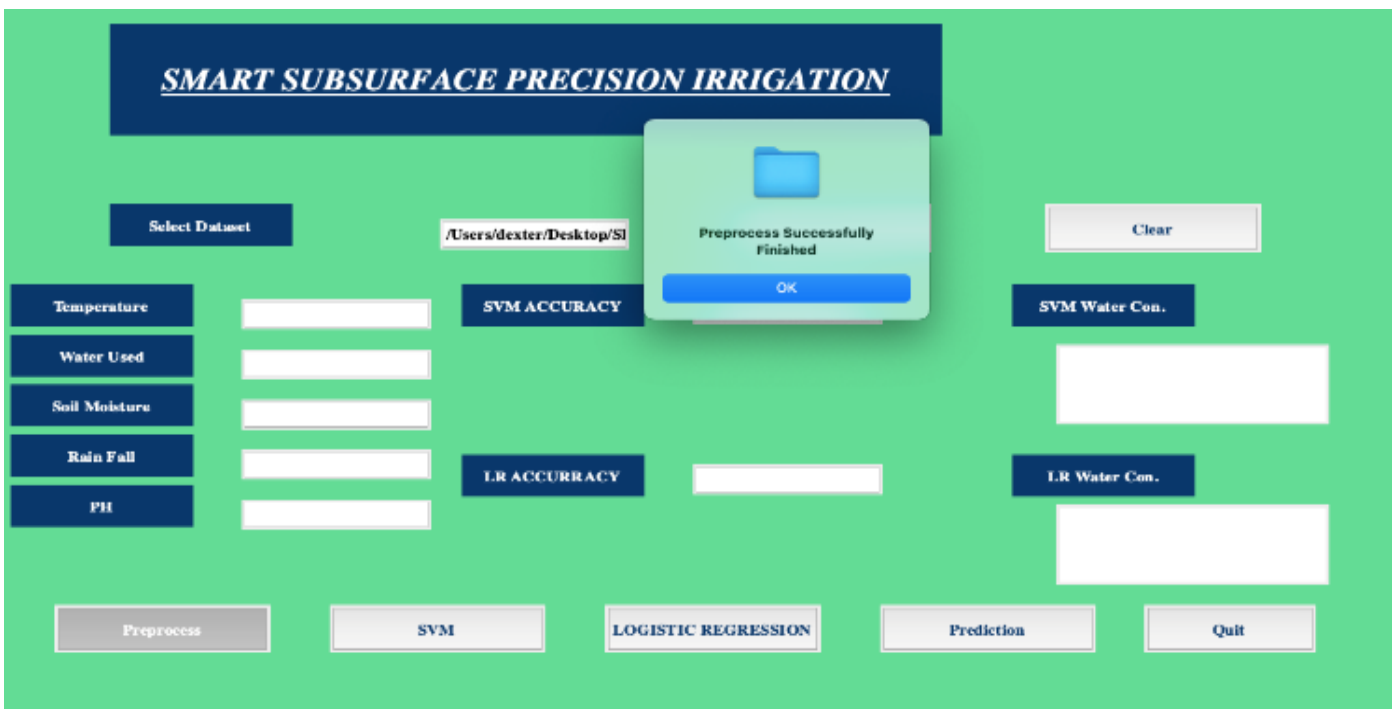 SMART SUBSURFACE PRECISION IRRIGATION
Preprocess Successfully
Finished
OK
Select Dataset
/Users/dexter/Desktop/SI
Clear
Temperature
SVM ACCURACY
SVM Water Con.
Water Used
Soil Moisture
Rain Fall
LR ACCURRACY
LR Water Con.
PH
Preprocess
SVM
LOGISTIC REGRESSION
Prediction
Quit